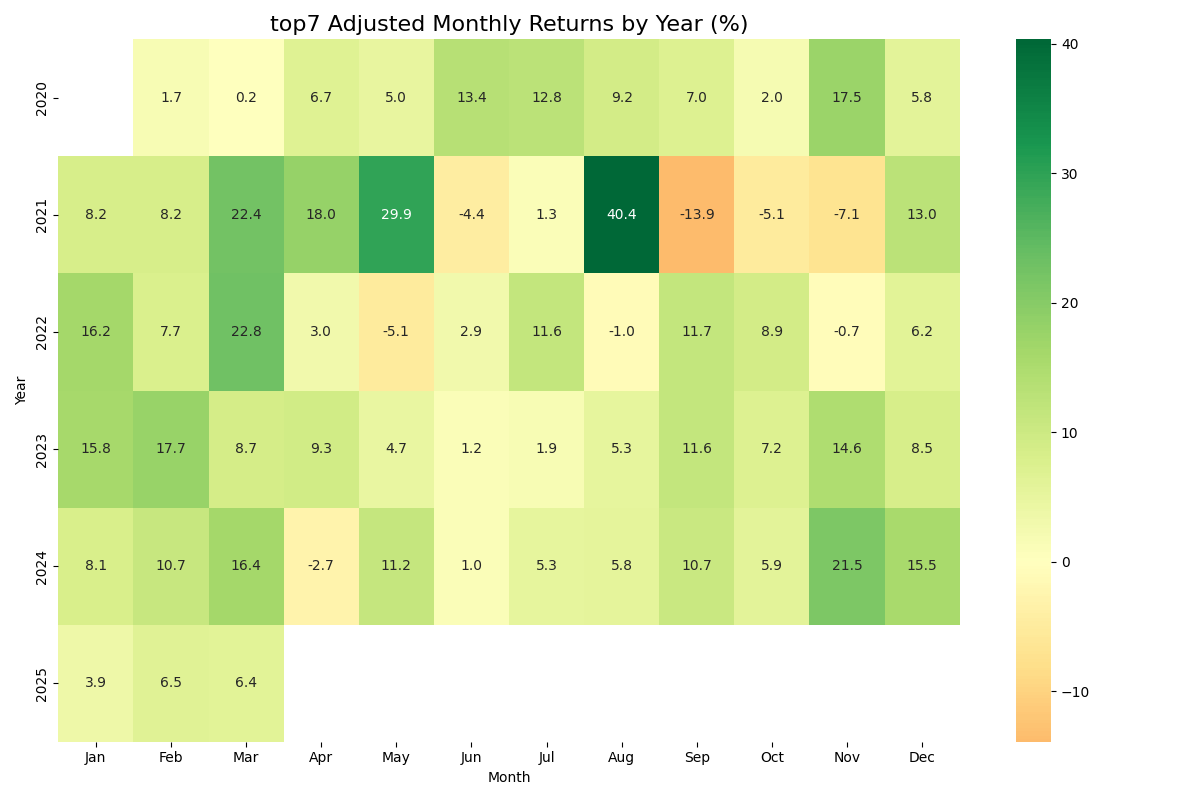 top7 Adjusted Monthly Returns by Year (%)
2020 1.7 0.2 6.7 5.0 13.4 12.8 9.2 7.0 2.0 17.5 5.8
2021 8.2 8.2 22.4 18.0 29.9 -4.4 1.3 40.4 -13.9 -5.1 -7.1 13.0
2022 16.2 7.7 22.8 3.0 -5.1 2.9 11.6 -1.0 11.7 8.9 -0.7 6.2
2023 15.8 17.7 8.7 9.3 4.7 1.2 1.9 5.3 11.6 7.2 14.6 8.5
2024 8.1 10.7 16.4 -2.7 11.2 1.0 5.3 5.8 10.7 5.9 21.5 15.5
2025 3.9 6.5 6.4
Year
Jan Feb Mar Apr May Jun Jul Aug Sep Oct Nov Dec
Month
40
30
20
10
0
−10